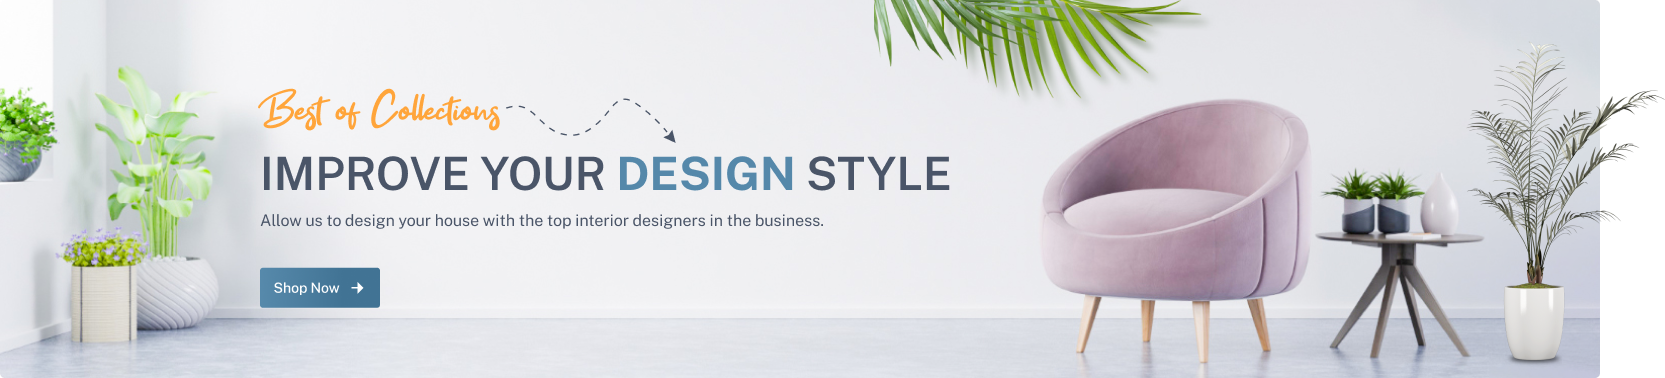 Best of Collections
IMPROVE YOUR DESIGN STYLE
Allow us to design your house with the top interior designers in the business.
Shop Now